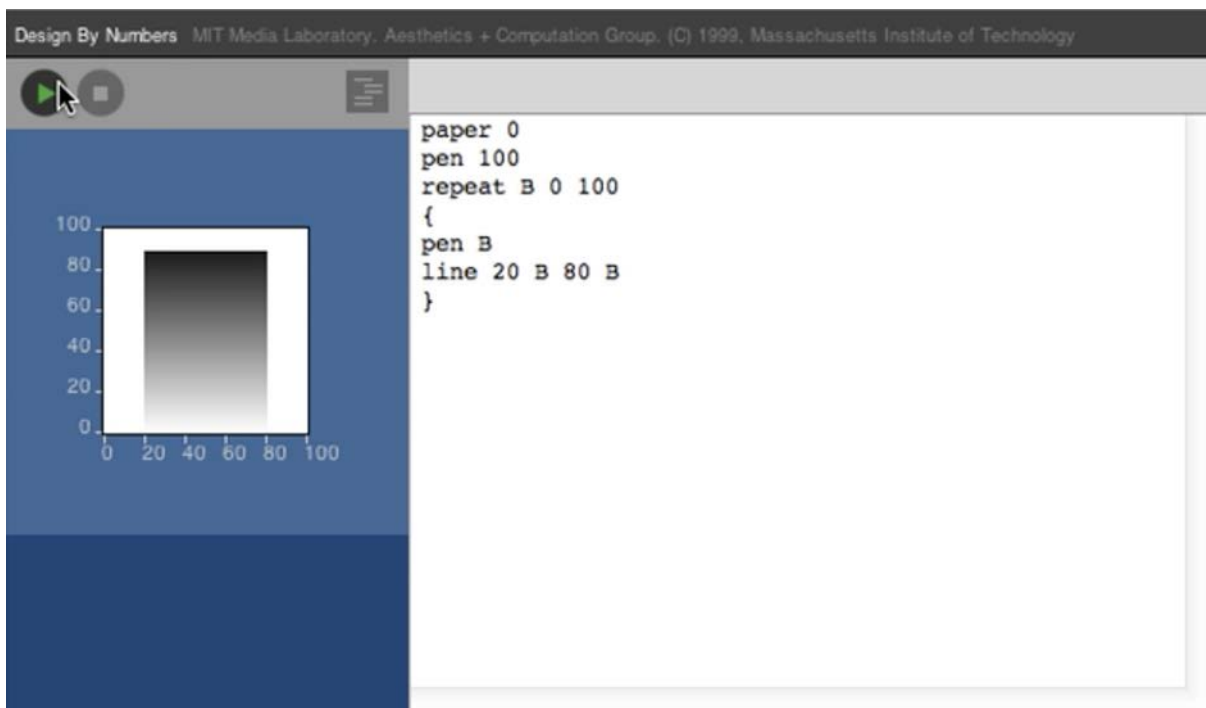 Design By Numbers MIT Media Laboratory. Aesthetics + Computation Group. (C) 1999, Massachusetts Institute of Technology
paper 0
pen 100
repeat B 0 100
{
pen B
line 20 B 80 B
}
100
80
60
40
20
0
0 20 40 60 80 100